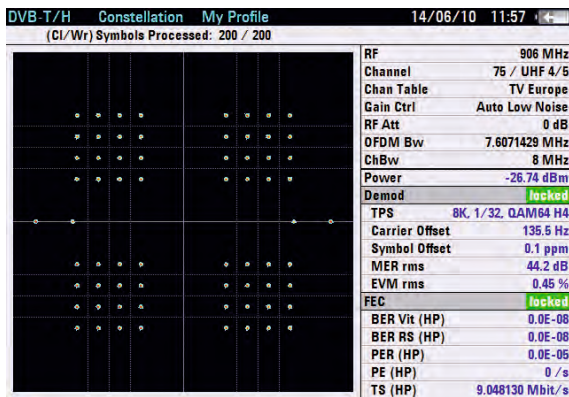 DVB-T/H Constellation My Profile 14/06/10 11:57
(Cl/Wr) Symbols Processed: 200 / 200
RF 906 MHz
Channel 75 / UHF 4/5
Chan Table TV Europe
Gain Ctrl Auto Low Noise
RF Att 0 dB
OFDM Bw 7.6071429 MHz
ChBw 8 MHz
Power -26.74 dBm
Demod locked
TPS 8K, 1/32, QAM64 H4
Carrier Offset 135.5 Hz
Symbol Offset 0.1 ppm
MER rms 44.2 dB
EVM rms 0.45 %
FEC locked
BER Vit (HP) 0.0E-08
BER RS (HP) 0.0E-08
PER (HP) 0.0E-05
PE (HP) 0 /s
TS (HP) 9.048130 Mbit/s